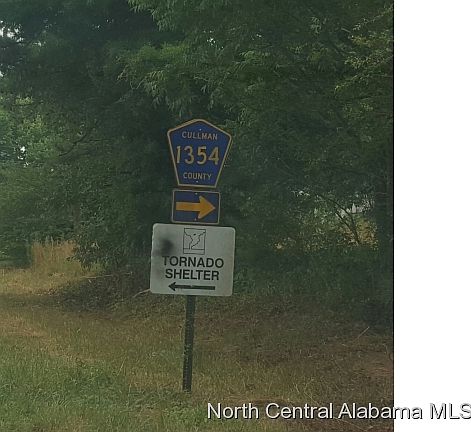 CULLMAN
1354
COUNTY
TORNADO
SHELTER
North Central Alabama MLS